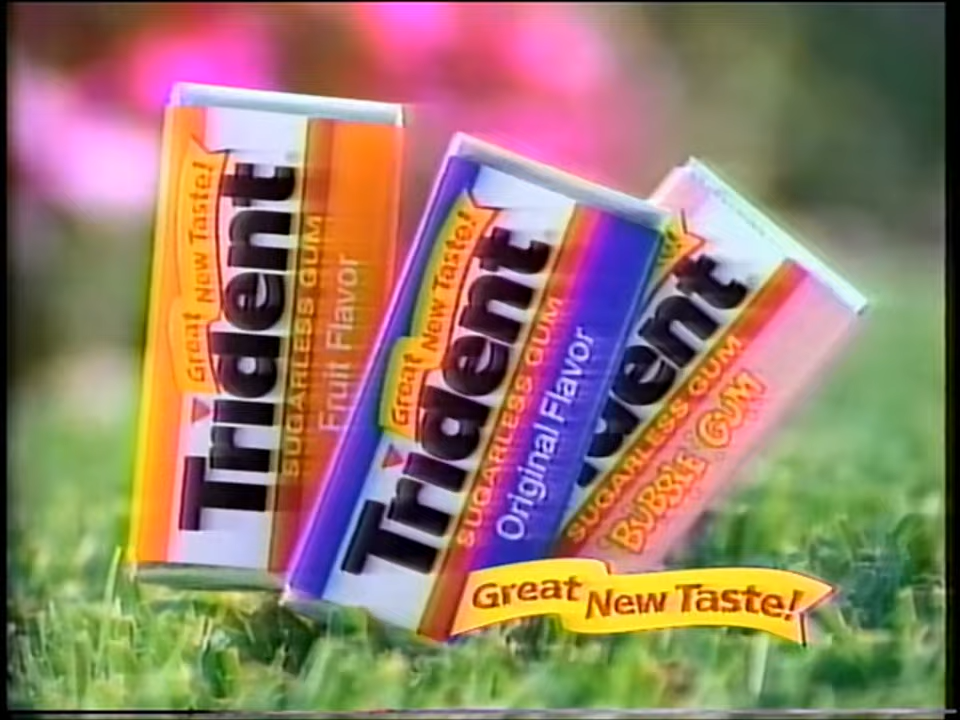 Great New Taste!
Trident
SUGARLESS GUM
Fruit Flavor
Great New Taste!
Trident
SUGARLESS GUM
Original Flavor
dent
SUGARLESS GUM
BUBBLE GUM
Great New Taste!